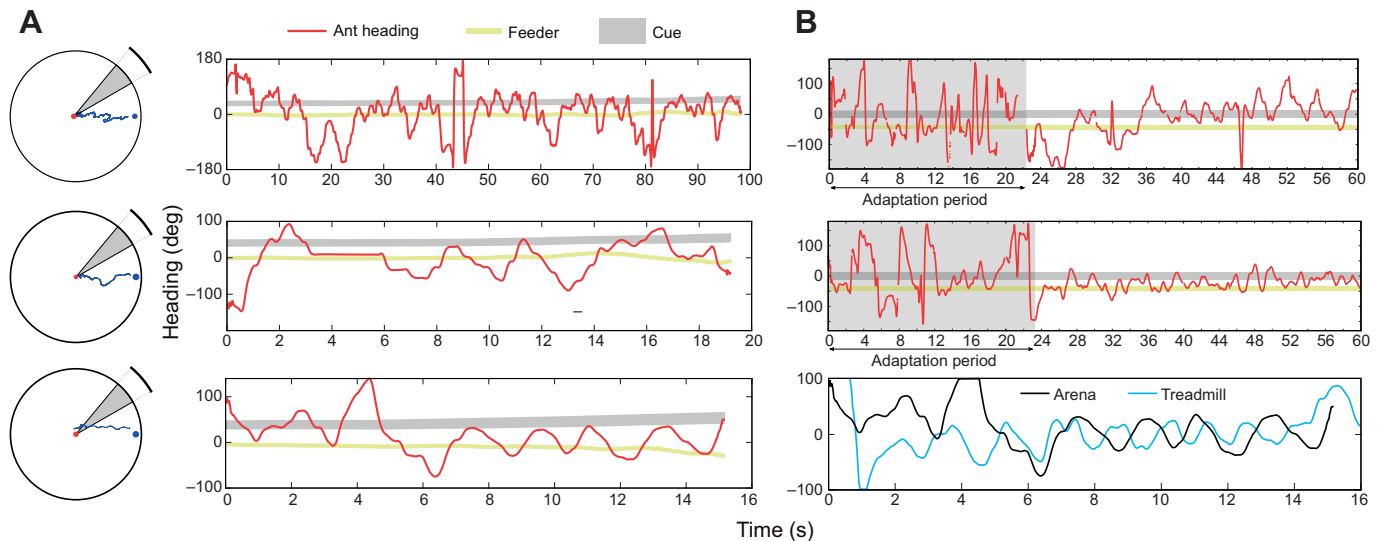 A
B
Ant heading
Feeder
Cue
180
0
–180
0 10 20 30 40 50 60 70 80 90 100
100
0
–100
0 4 8 12 16 20 24 28 32 36 40 44 48 52 56 60
Adaptation period
Heading (deg)
100
0
–100
0 2 4 6 8 10 12 14 16 18 20
100
0
–100
0 4 8 12 16 20 24 28 32 36 40 44 48 52 56 60
Adaptation period
100
0
–100
0 2 4 6 8 10 12 14 16
Arena
Treadmill
100
0
–100
0 2 4 6 8 10 12 14 16
Time (s)